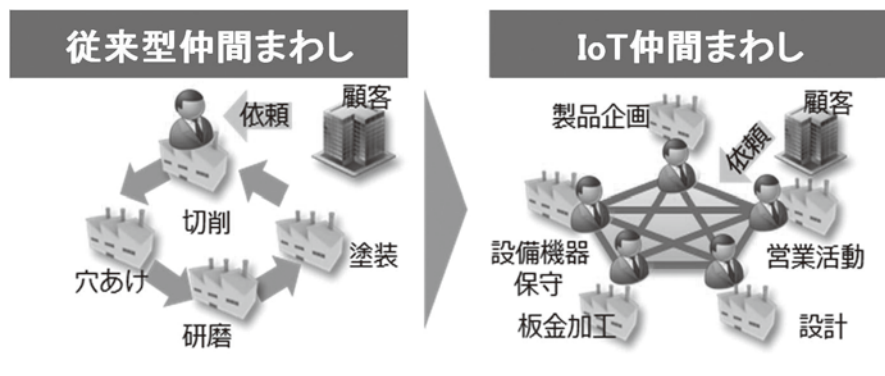 従来型仲間まわし
顧客
依頼
切削
穴あけ
塗装
研磨
IoT仲間まわし
製品企画
顧客
依頼
設備機器
保守
営業活動
板金加工
設計